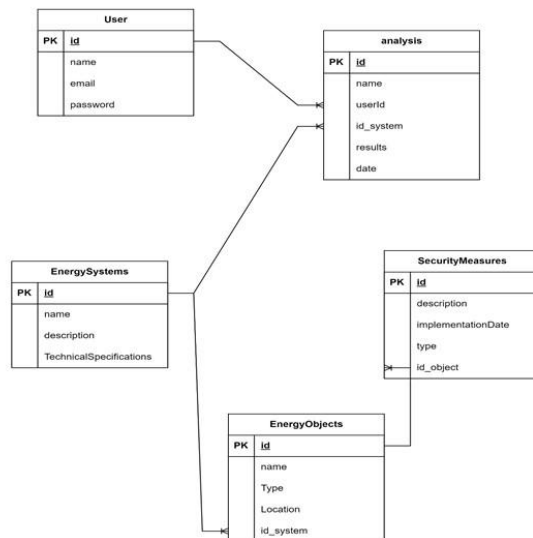 User
PK id
name
email
password
analysis
PK id
name
userId
id_system
results
date
EnergySystems
PK id
name
description
TechnicalSpecifications
SecurityMeasures
PK id
description
implementationDate
type
id_object
EnergyObjects
PK id
name
Type
Location
id_system